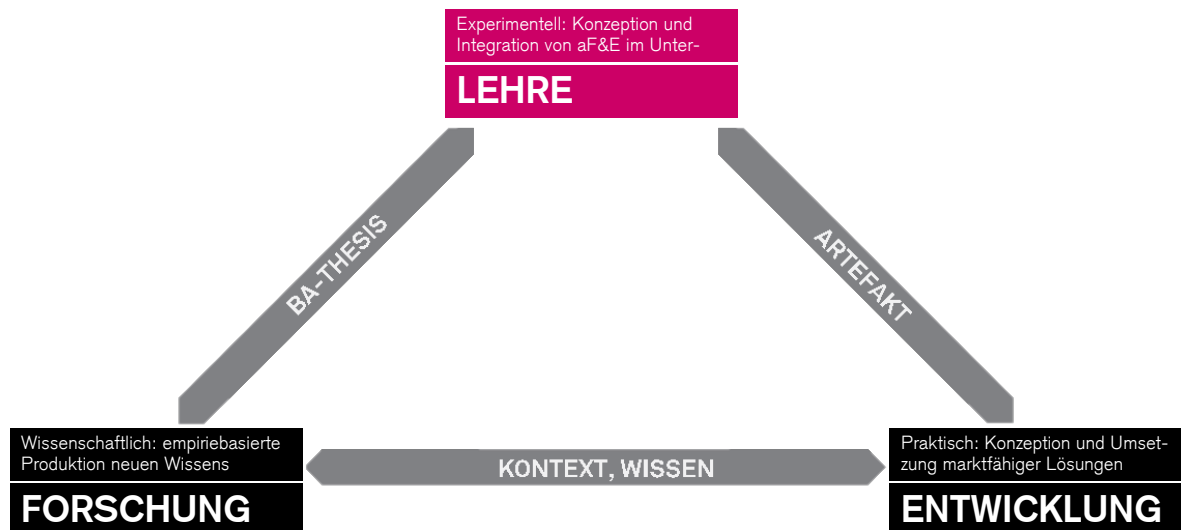 Experimentell: Konzeption und
Integration von aF&E im Unter-
LEHRE
BA-THESIS
ARTEFAKT
Wissenschaftlich: empiriebasierte
Produktion neuen Wissens
FORSCHUNG
KONTEXT, WISSEN
Praktisch: Konzeption und Umset-
zung marktfähiger Lösungen
ENTWICKLUNG